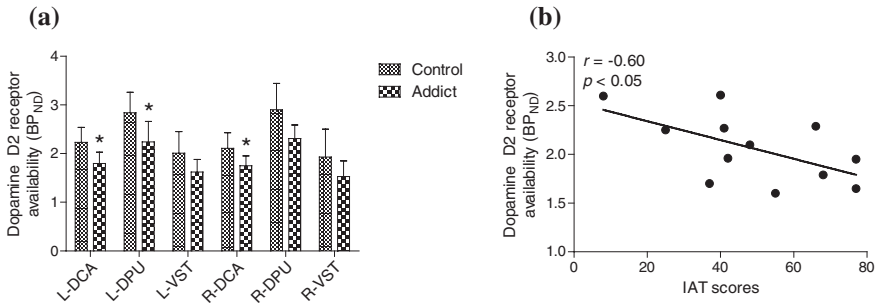 (a)
Dopamine D2 receptor
availability (BPND)
4
3
2
1
0
* * *
L-DCA
L-DPU
L-VST
R-DCA
R-DPU
R-VST
Control
Addict
(b)
Dopamine D2 receptor
availability (BPND)
3.0
2.5
2.0
1.5
1.0
r = -0.60
p < 0.05
0 20 40 60 80
IAT scores